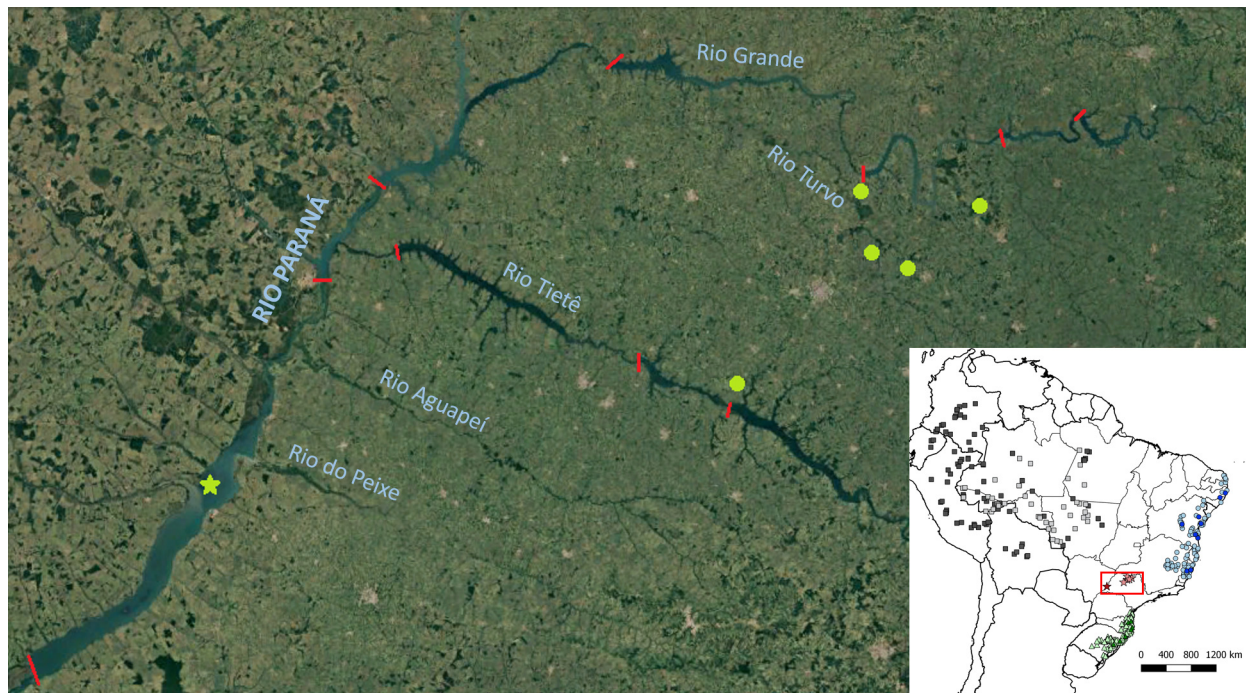 Rio Grande
Rio Turvo
RIO PARANÁ
Rio Tietê
Rio Aguapeí
Rio do Peixe
0 400 800 1200 km